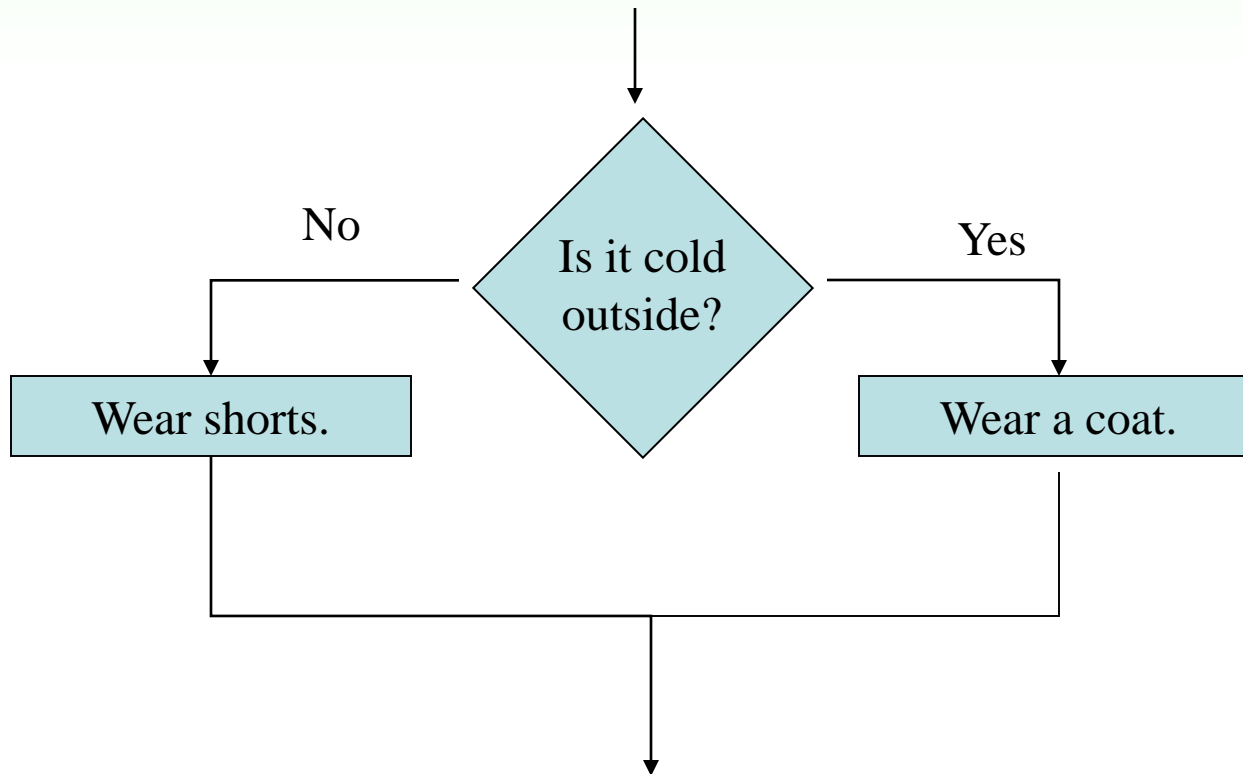 No
Is it cold
outside?
Yes
Wear shorts.
Wear a coat.